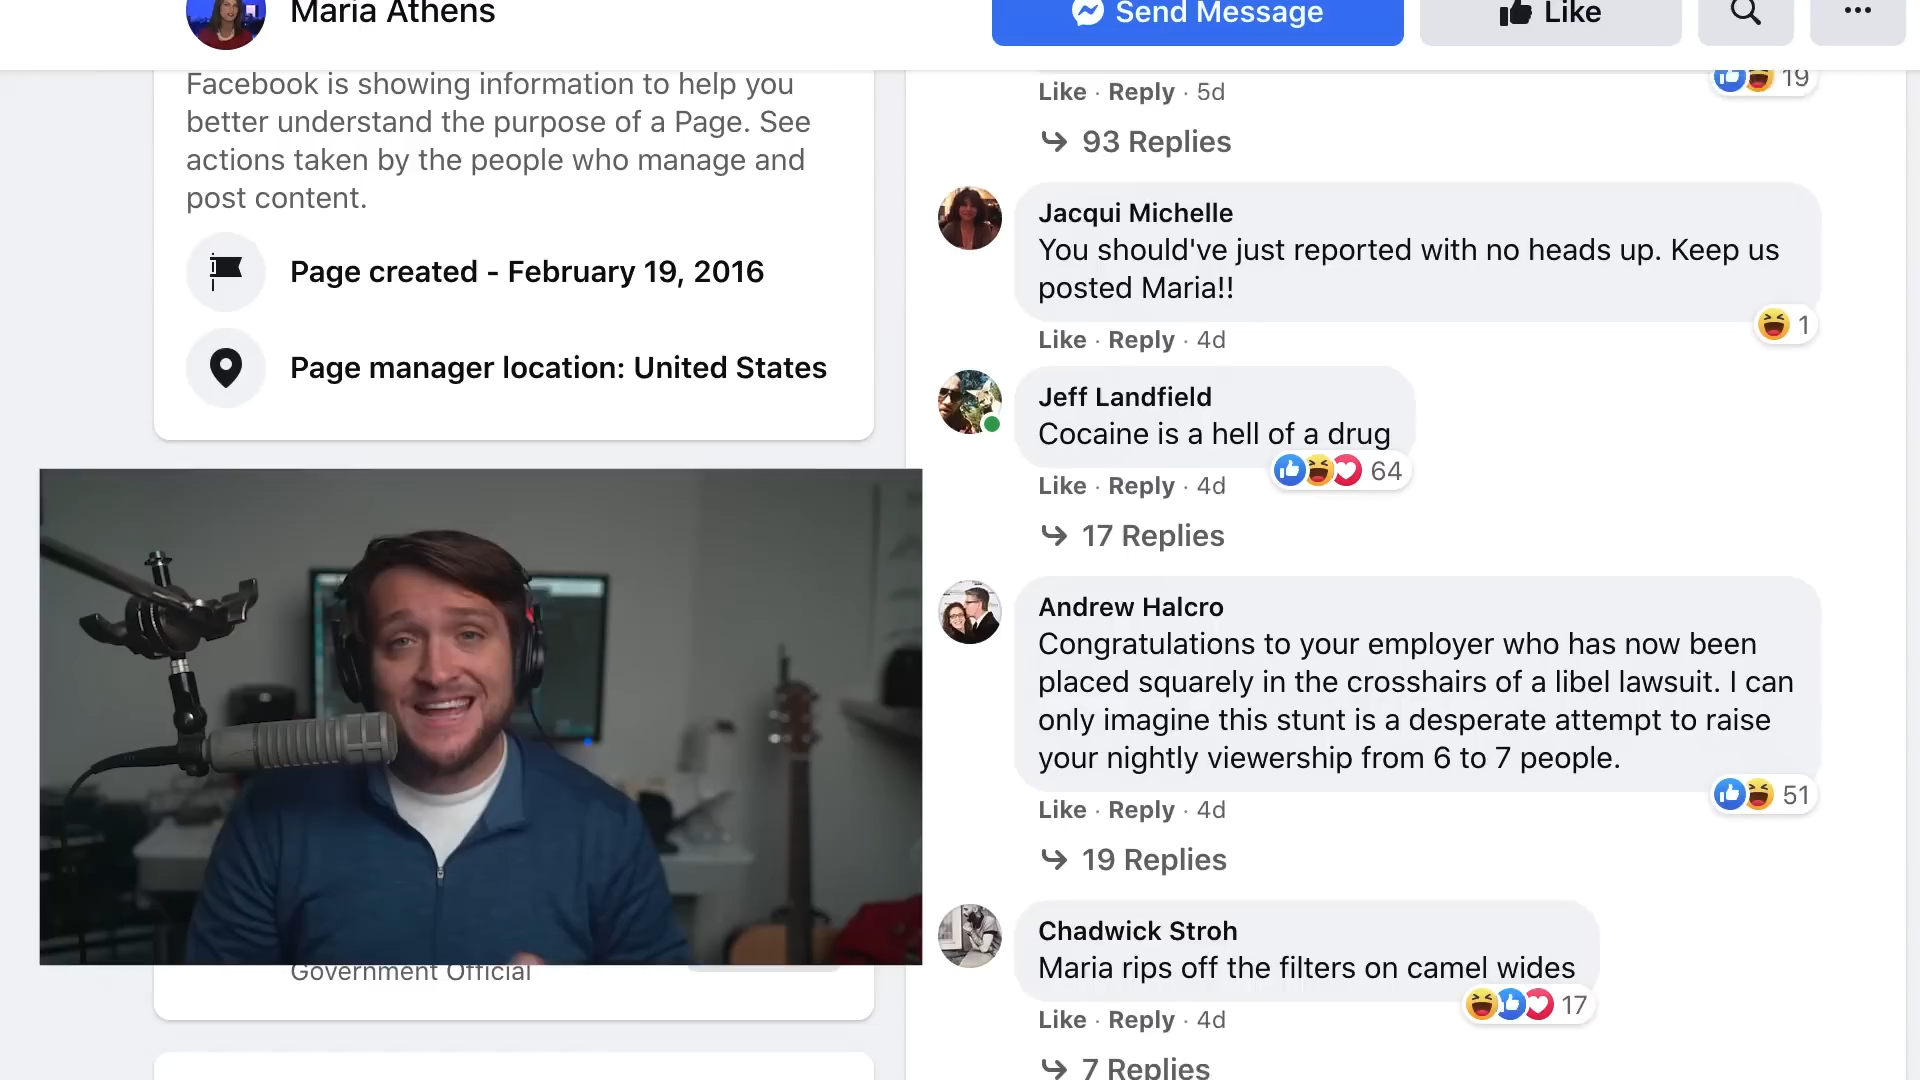 Maria Athens
Send Message
Like
Facebook is showing information to help you
better understand the purpose of a Page. See
actions taken by the people who manage and
post content.
Page created - February 19, 2016
Page manager location: United States
Government Official
19
Like · Reply · 5d
93 Replies
Jacqui Michelle
You should've just reported with no heads up. Keep us
posted Maria!!
1
Like · Reply · 4d
Jeff Landfield
Cocaine is a hell of a drug
64
Like · Reply · 4d
17 Replies
Andrew Halcro
Congratulations to your employer who has now been
placed squarely in the crosshairs of a libel lawsuit. I can
only imagine this stunt is a desperate attempt to raise
your nightly viewership from 6 to 7 people.
51
Like · Reply · 4d
19 Replies
Chadwick Stroh
Maria rips off the filters on camel wides
17
Like · Reply · 4d
7 Replies